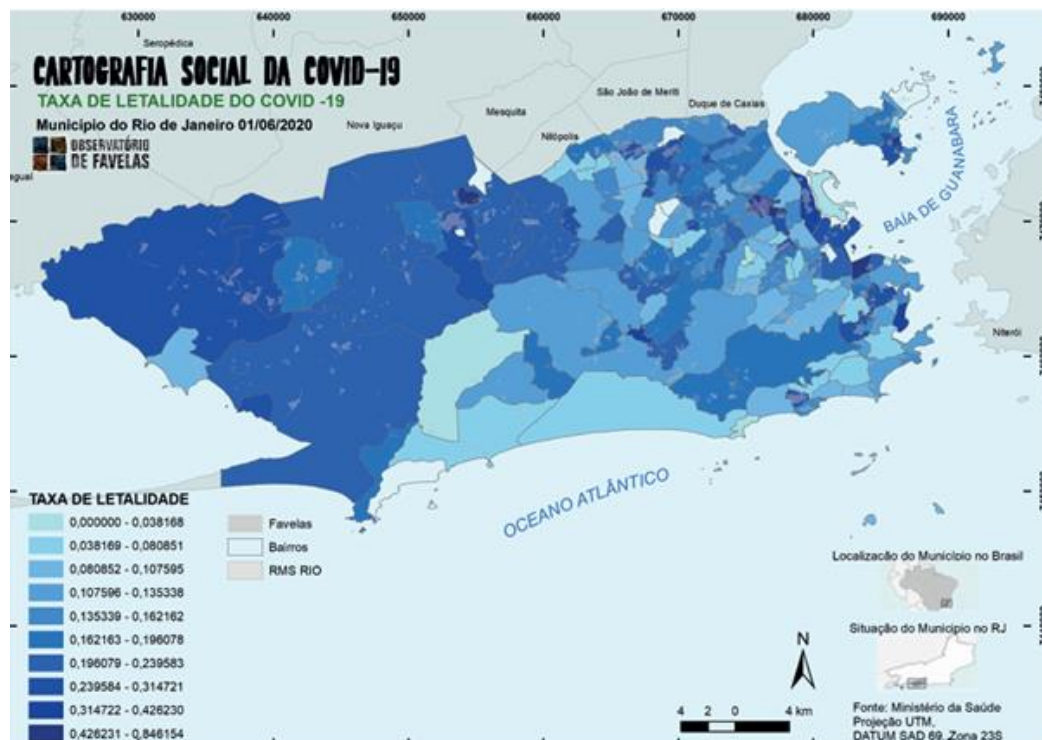 630000 640000 650000 660000 670000 680000 690000
Seropédica
CARTOGRAFIA SOCIAL DA COVID-19
TAXA DE LETALIDADE DO COVID -19
Município do Rio de Janeiro 01/06/2020
OBSERVATÓRIO
DE FAVELAS
Nova Iguaçu
Mesquita
Nilópolis
São João de Meriti
Duque de Caxias
BAÍA DE GUANABARA
Niterói
OCEANO ATLÂNTICO
TAXA DE LETALIDADE
0,000000 - 0,038168
0,038169 - 0,080851
0,080852 - 0,107595
0,107596 - 0,135338
0,135339 - 0,162162
0,162163 - 0,196078
0,196079 - 0,239583
0,239584 - 0,314721
0,314722 - 0,426230
0,426231 - 0,846154
Favelas
Bairros
RMS RIO
Localização do Município no Brasil
Situação do Município no RJ
N
4 2 0 4 km
Fonte: Ministério da Saúde
Projeção UTM,
DATUM SAD 69, Zona 23S